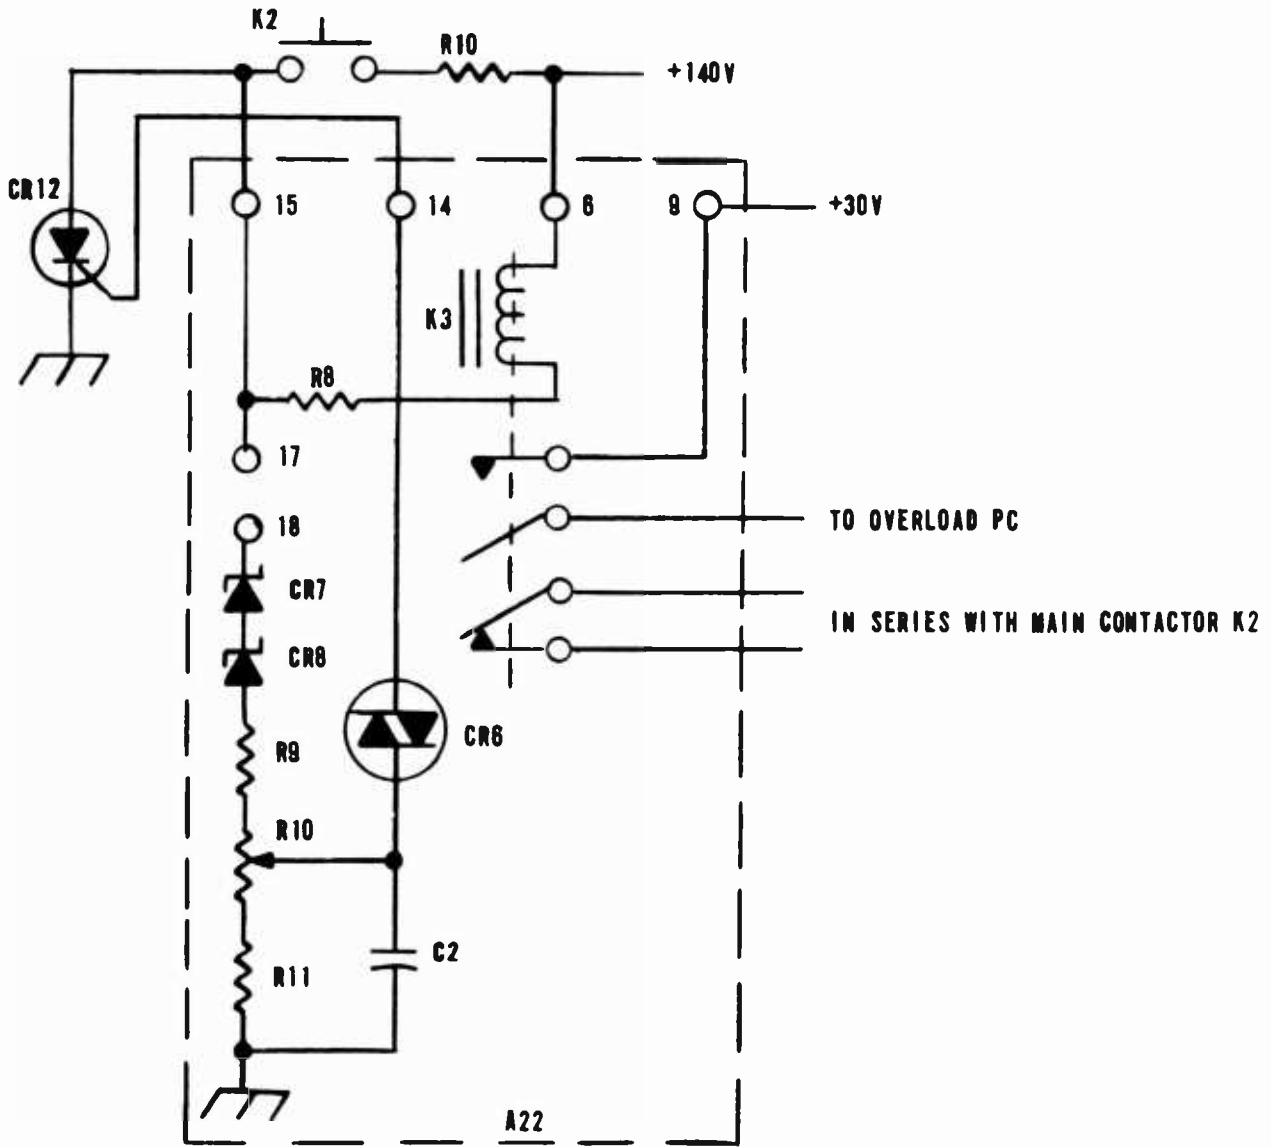 K2
R10
+140V
CR12
15
14
6
9
+30V
K3
R8
17
18
TO OVERLOAD PC
CR7
IN SERIES WITH MAIN CONTACTOR K2
CR8
R9
CR6
R10
C2
R11
A22